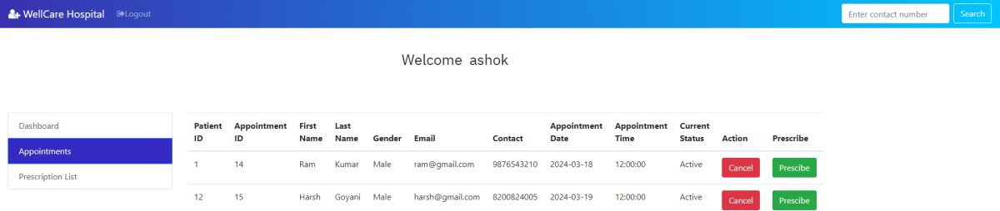 WellCare Hospital Logout Enter contact number Search
Welcome ashok
Dashboard
Appointments
Prescription List
Patient ID Appointment ID First Name Last Name Gender Email Contact Appointment Date Appointment Time Current Status Action Prescribe
1 14 Ram Kumar Male ram@gmail.com 9876543210 2024-03-18 12:00:00 Active Cancel Prescibe
12 15 Harsh Goyani Male harsh@gmail.com 8200824005 2024-03-19 12:00:00 Active Cancel Prescibe